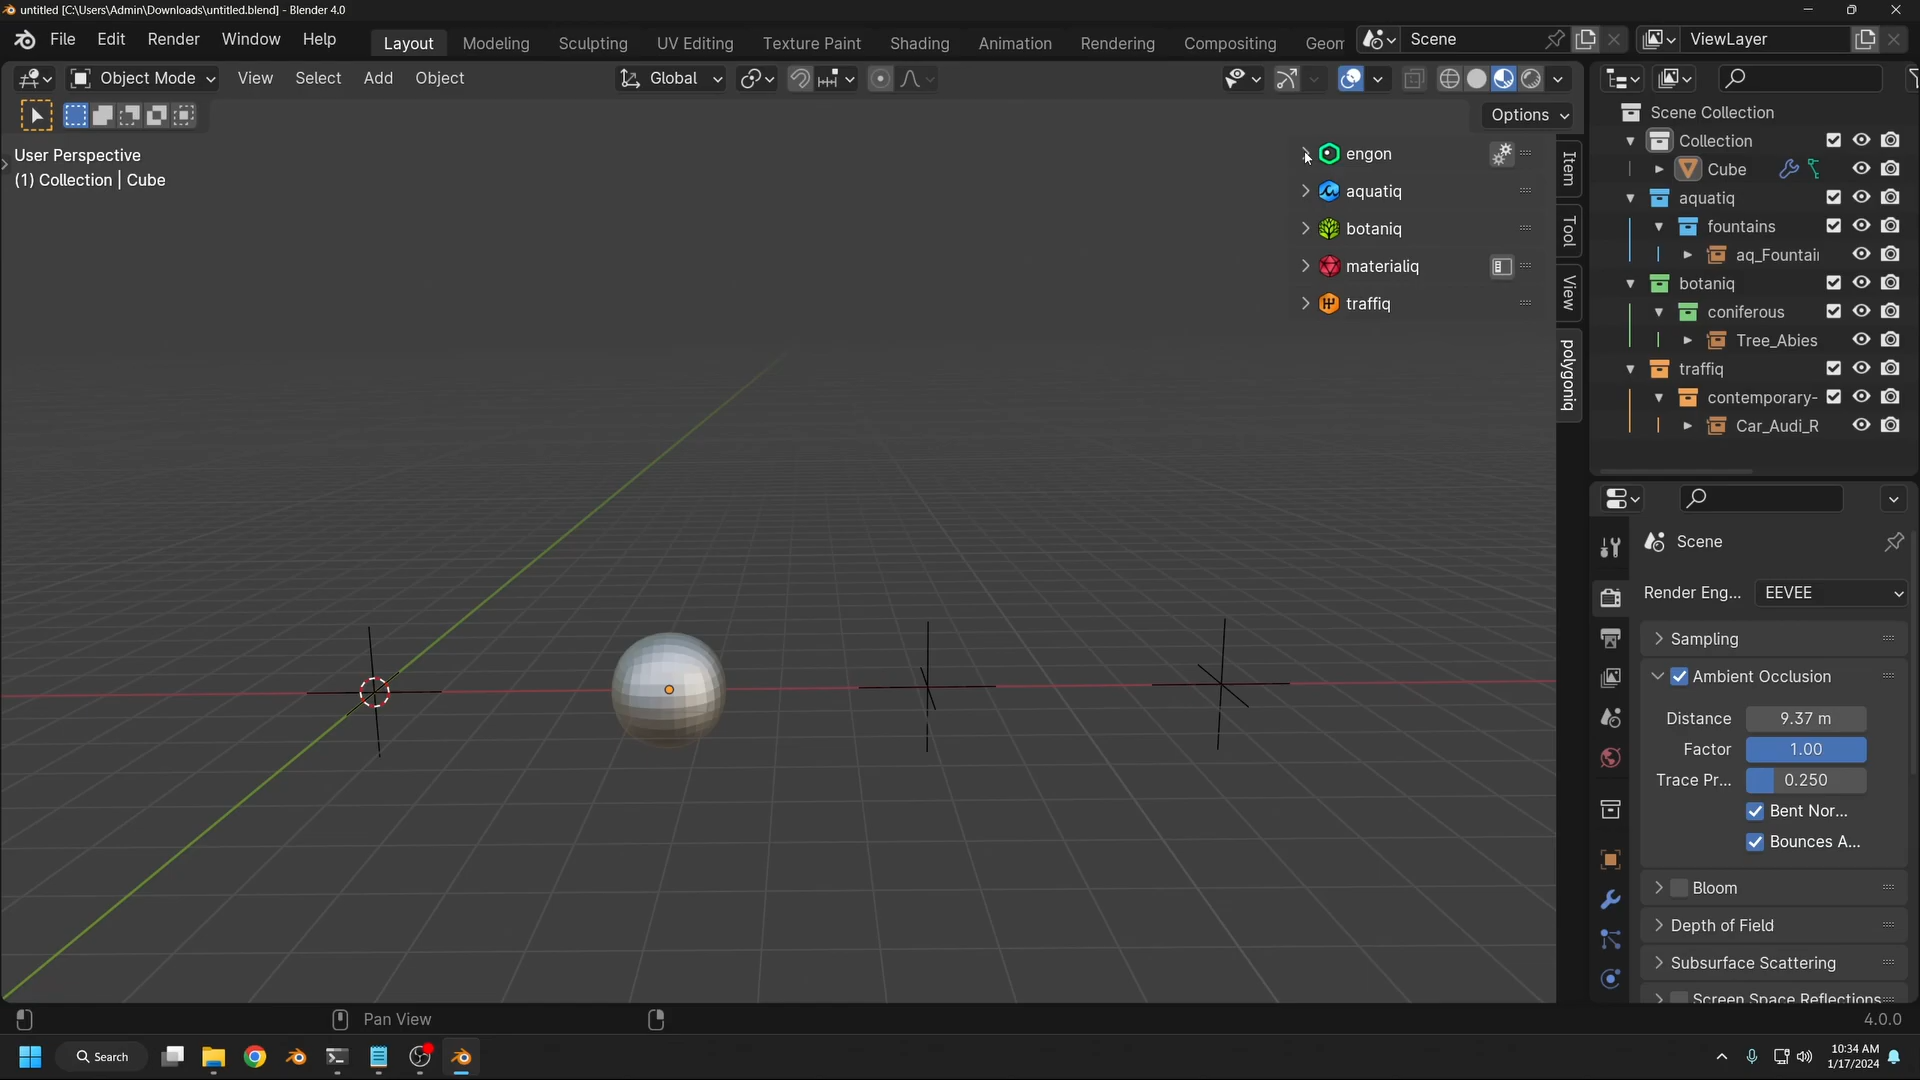 untitled [C:\Users\Admin\Downloads\untitled.blend] - Blender 4.0
File Edit Render Window Help Layout Modeling Sculpting UV Editing Texture Paint Shading Animation Rendering Compositing Geom Scene ViewLayer
Object Mode View Select Add Object Global
Options
User Perspective
(1) Collection | Cube
engon
aquatiq
botaniq
materialiq
traffiq
Item
Tool
View
polygoniq
Scene Collection
Collection
Cube
aquatiq
fountains
aq_Fountai
botaniq
coniferous
Tree_Abies
traffiq
contemporary-
Car_Audi_R
Scene
Render Eng... EEVEE
Sampling
Ambient Occlusion
Distance 9.37 m
Factor 1.00
Trace Pr... 0.250
Bent Nor...
Bounces A...
Bloom
Depth of Field
Subsurface Scattering
Screen Space Reflections
Pan View 4.0.0
Search
10:34 AM
1/17/2024